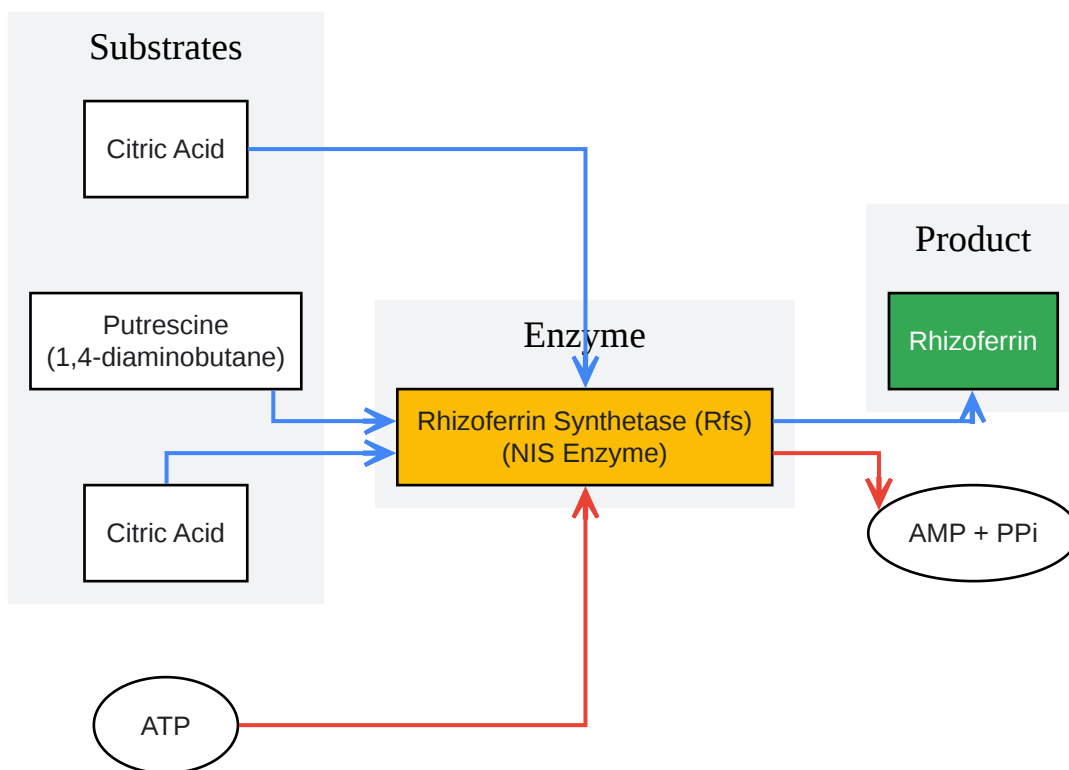 Substrates
Citric Acid
Putrescine
(1,4-diaminobutane)
Citric Acid
ATP
Enzyme
Rhizoferrin Synthetase (Rfs)
(NIS Enzyme)
Product
Rhizoferrin
AMP + PPi